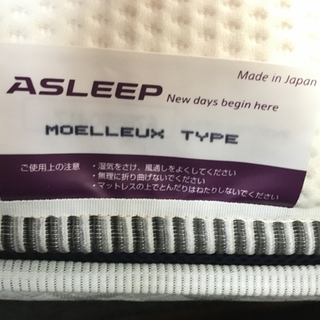 Made in Japan
ASLEEP New days begin here
MOELLEUX TYPE
ご使用上の注意 ・湿気をさけ、風通しをよくしてください
・無理に折り曲げないでください
・マットレスの上でとんだりはねたりしないでください